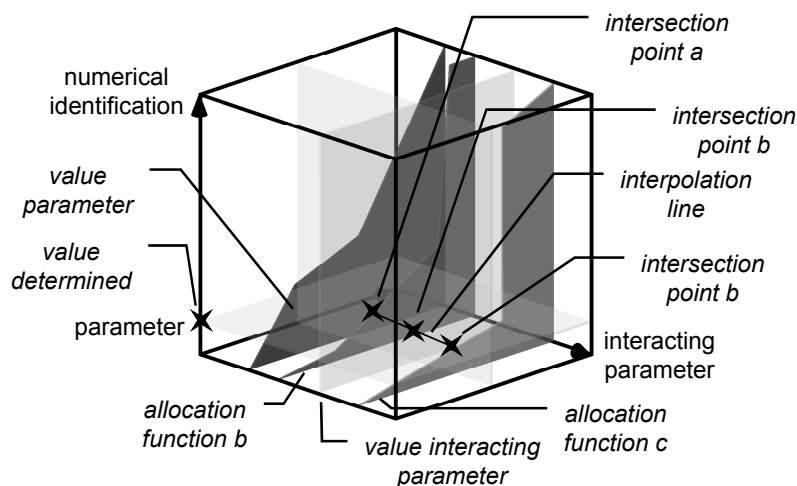 intersection
point a
numerical
identification
intersection
point b
value
parameter
interpolation
line
value
determined
intersection
point b
parameter
interacting
parameter
allocation
function b
allocation
function c
value interacting
parameter